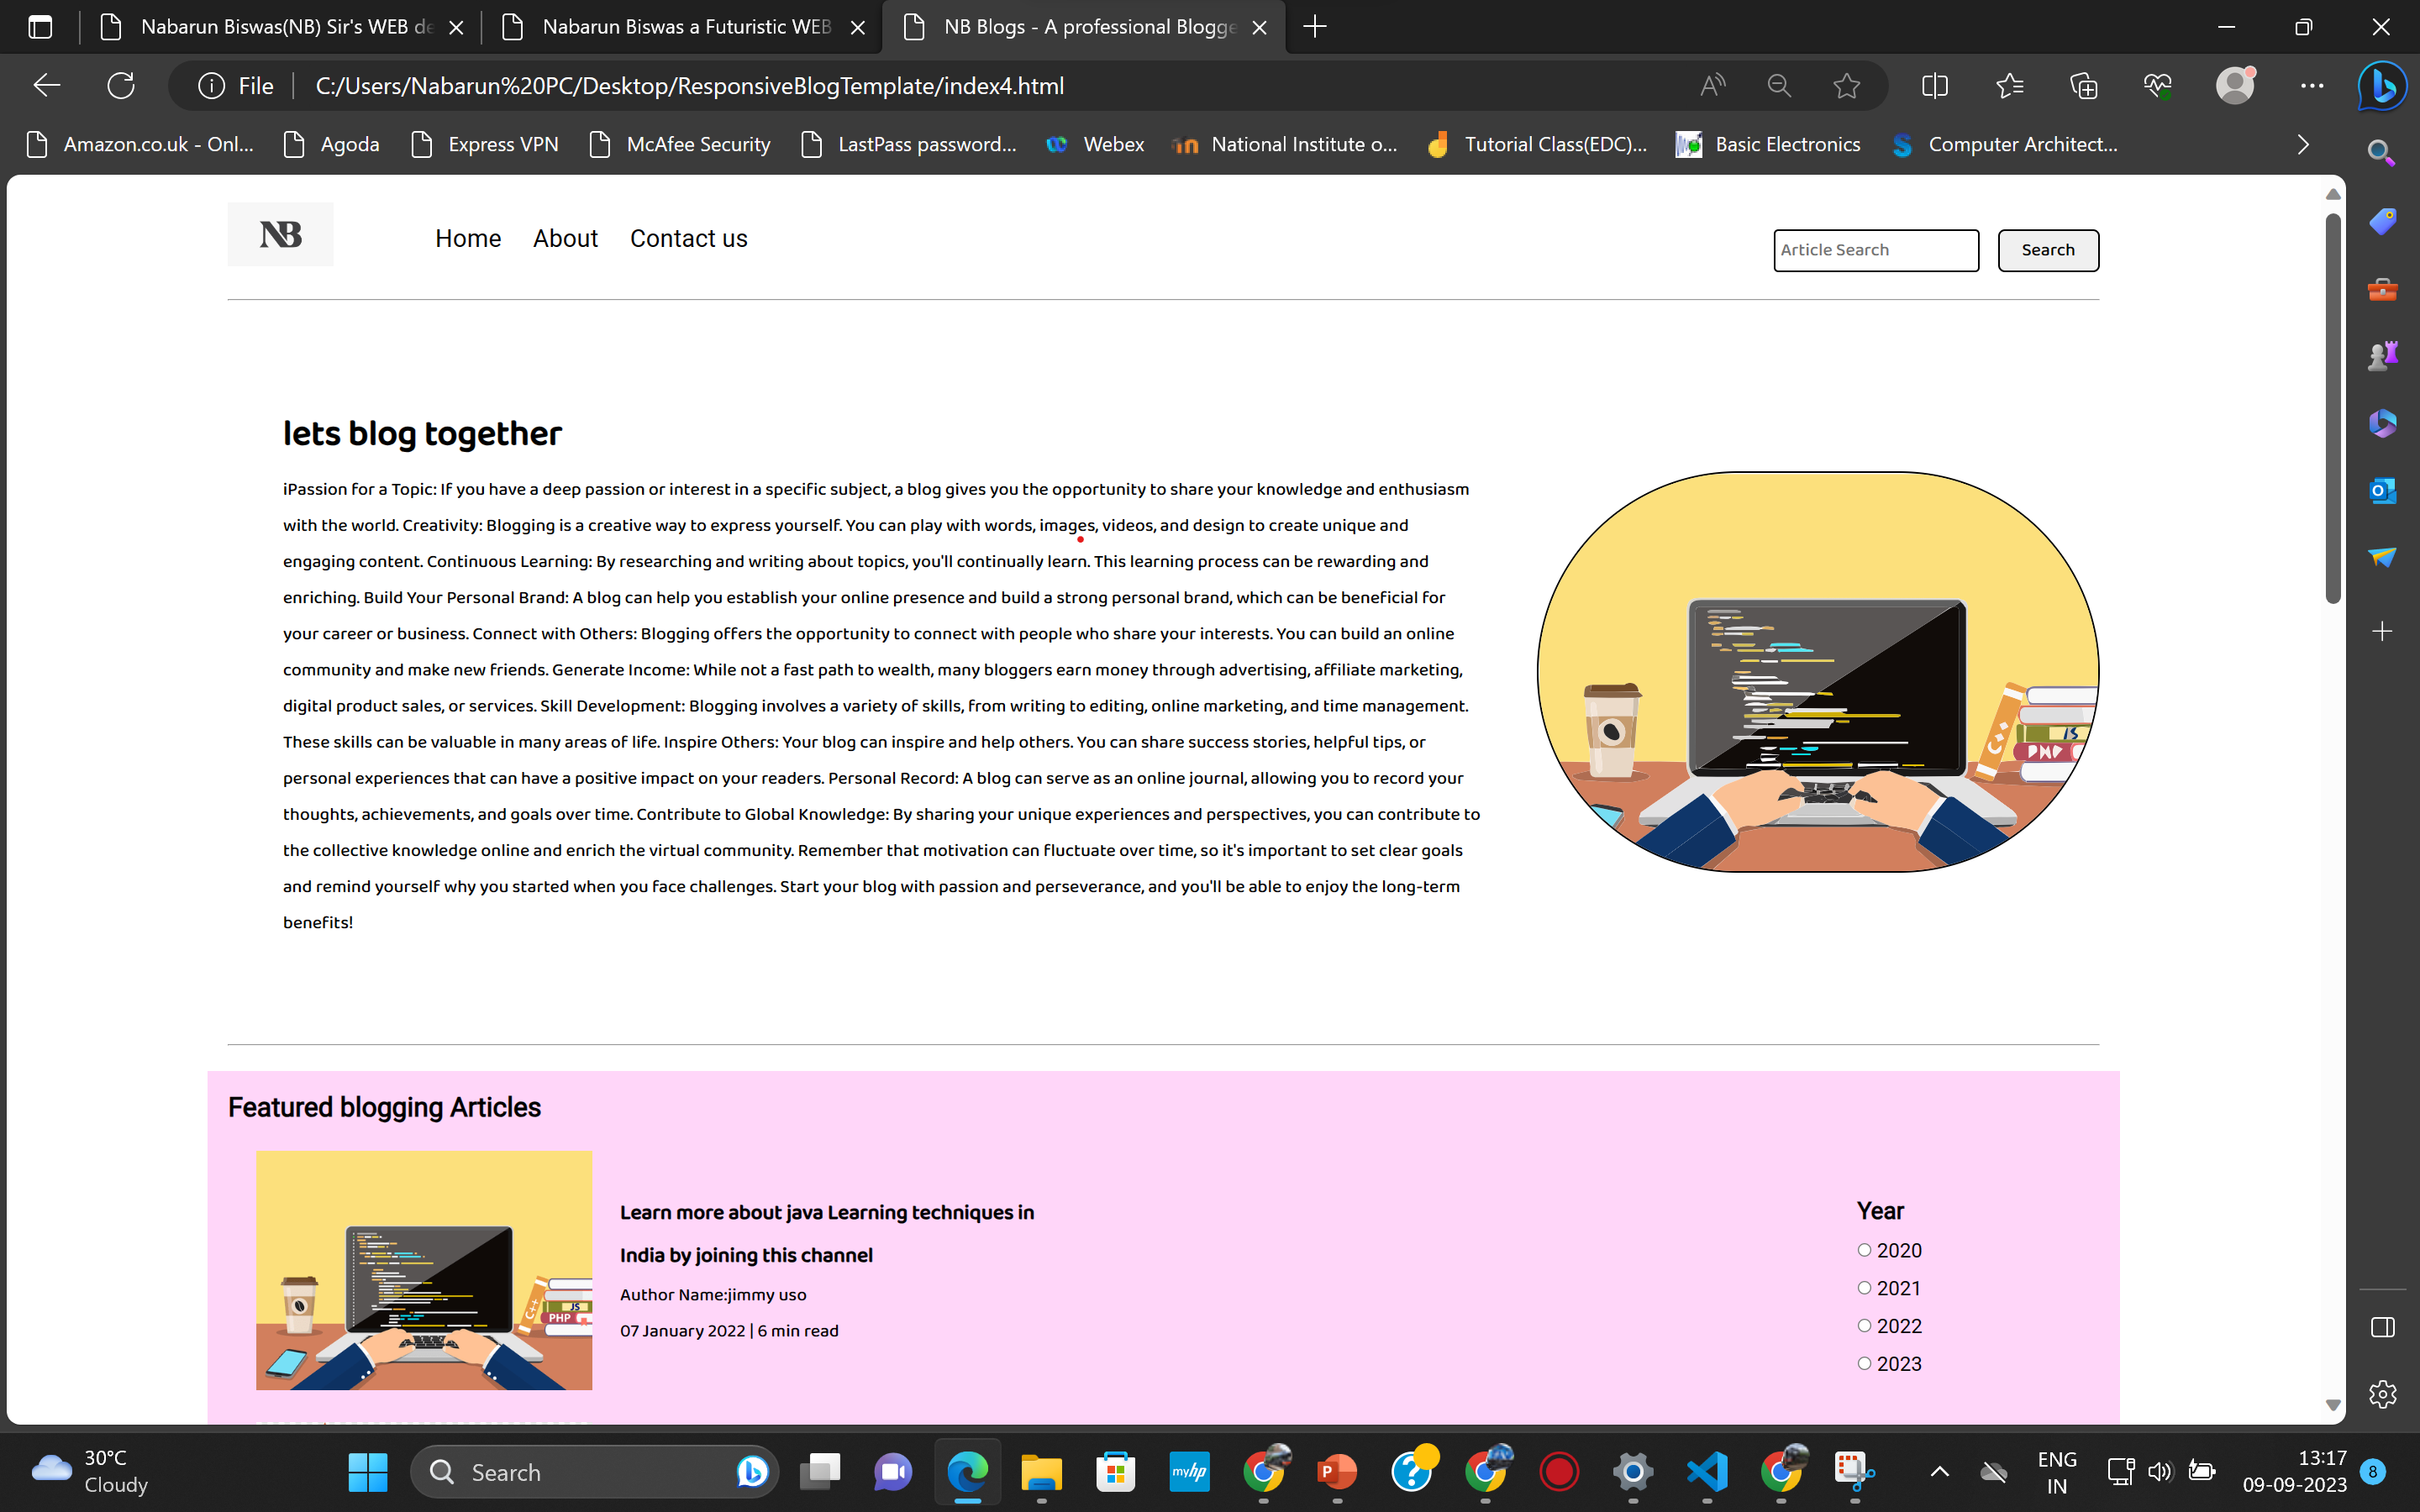 Nabarun Biswas(NB) Sir's WEB de
Nabarun Biswas a Futuristic WEB
NB Blogs - A professional Blogge
File
C:/Users/Nabarun%20PC/Desktop/ResponsiveBlogTemplate/index4.html
Amazon.co.uk - Onl...
Agoda
Express VPN
McAfee Security
LastPass password...
Webex
National Institute o...
Tutorial Class(EDC)...
Basic Electronics
Computer Architect...
NB
Home
About
Contact us
Article Search
Search
lets blog together
iPassion for a Topic: If you have a deep passion or interest in a specific subject, a blog gives you the opportunity to share your knowledge and enthusiasm
with the world. Creativity: Blogging is a creative way to express yourself. You can play with words, images, videos, and design to create unique and
engaging content. Continuous Learning: By researching and writing about topics, you'll continually learn. This learning process can be rewarding and
enriching. Build Your Personal Brand: A blog can help you establish your online presence and build a strong personal brand, which can be beneficial for
your career or business. Connect with Others: Blogging offers the opportunity to connect with people who share your interests. You can build an online
community and make new friends. Generate Income: While not a fast path to wealth, many bloggers earn money through advertising, affiliate marketing,
digital product sales, or services. Skill Development: Blogging involves a variety of skills, from writing to editing, online marketing, and time management.
These skills can be valuable in many areas of life. Inspire Others: Your blog can inspire and help others. You can share success stories, helpful tips, or
personal experiences that can have a positive impact on your readers. Personal Record: A blog can serve as an online journal, allowing you to record your
thoughts, achievements, and goals over time. Contribute to Global Knowledge: By sharing your unique experiences and perspectives, you can contribute to
the collective knowledge online and enrich the virtual community. Remember that motivation can fluctuate over time, so it's important to set clear goals
and remind yourself why you started when you face challenges. Start your blog with passion and perseverance, and you'll be able to enjoy the long-term
benefits!
C++
JS
PHP
Featured blogging Articles
C++
JS
PHP
Learn more about java Learning techniques in
India by joining this channel
Author Name:jimmy uso
07 January 2022 | 6 min read
Year
2020
2021
2022
2023
30°C
Cloudy
Search
myhp
ENG
IN
13:17
09-09-2023
8